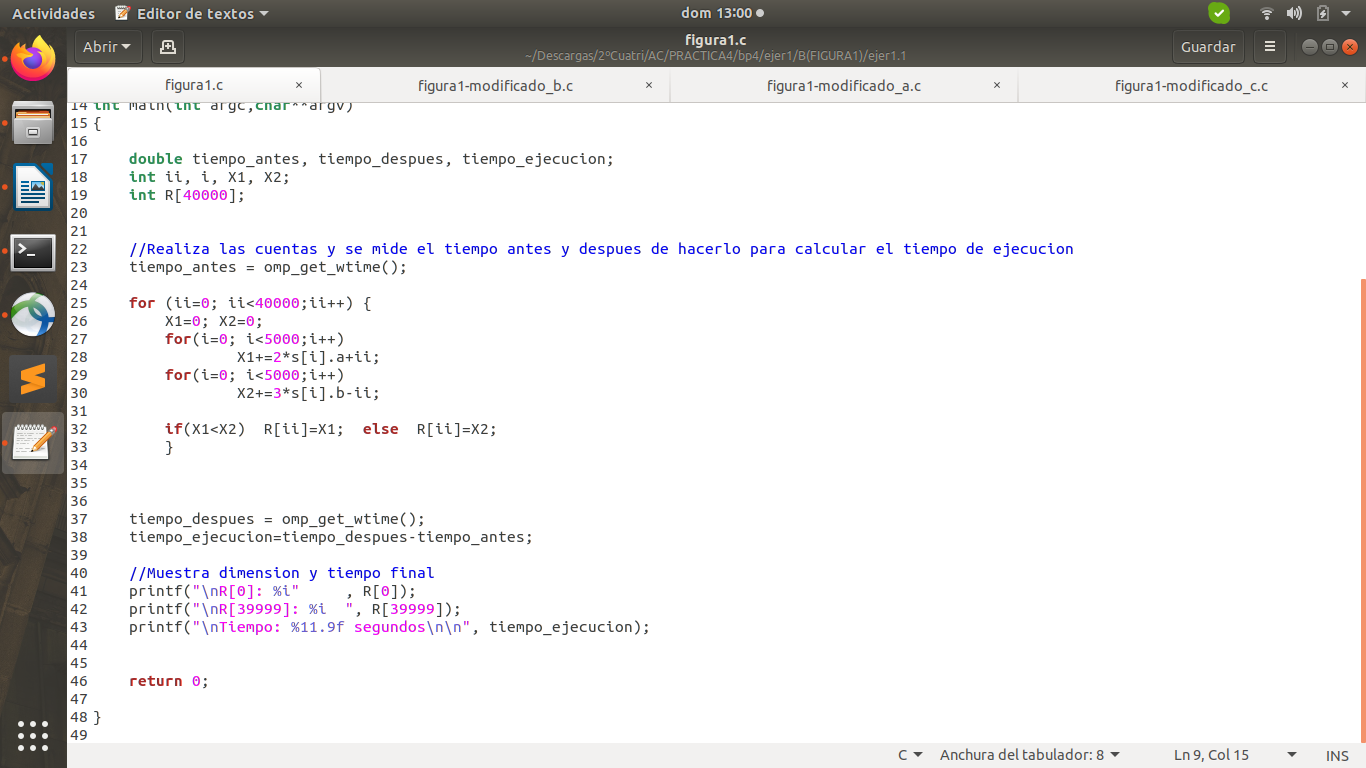 Actividades Editor de textos dom 13:00
Abrir figura1.c Guardar
~/Descargas/2ºCuatri/AC/PRACTICA4/bp4/ejer1/B(FIGURA1)/ejer1.1
figura1.c × figura1-modificado_b.c × figura1-modificado_a.c × figura1-modificado_c.c ×
14 int main(int argc,char**argv)
15 {
16
17 double tiempo_antes, tiempo_despues, tiempo_ejecucion;
18 int ii, i, X1, X2;
19 int R[40000];
20
21
22 //Realiza las cuentas y se mide el tiempo antes y despues de hacerlo para calcular el tiempo de ejecucion
23 tiempo_antes = omp_get_wtime();
24
25 for (ii=0; ii<40000;ii++) {
26 X1=0; X2=0;
27 for(i=0; i<5000;i++)
28 X1+=2*s[i].a+ii;
29 for(i=0; i<5000;i++)
30 X2+=3*s[i].b-ii;
31
32 if(X1<X2)  R[ii]=X1;  else  R[ii]=X2;
33 }
34
35
36
37 tiempo_despues = omp_get_wtime();
38 tiempo_ejecucion=tiempo_despues-tiempo_antes;
39
40 //Muestra dimension y tiempo final
41 printf("\nR[0]: %i"     , R[0]);
42 printf("\nR[39999]: %i  ", R[39999]);
43 printf("\nTiempo: %11.9f segundos\n\n", tiempo_ejecucion);
44
45
46 return 0;
47
48 }
49
C Anchura del tabulador: 8 Ln 9, Col 15 INS